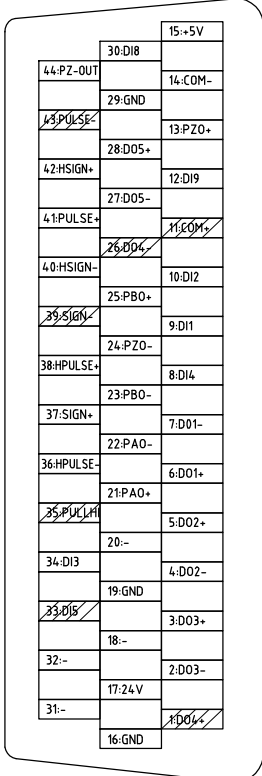 15:+5V
30:DI8
44:PZ-OUT
14:COM-
29:GND
43:PULSE-
13:PZO+
28:DO5+
42:HSIGN+
12:DI9
27:DO5-
41:PULSE+
11:COM+
26:DO4-
40:HSIGN-
10:DI2
25:PBO+
39:SIGN-
9:DI1
24:PZO-
38:HPULSE+
8:DI4
23:PBO-
37:SIGN+
7:DO1-
22:PAO-
36:HPULSE-
6:DO1+
21:PAO+
35:PULLHI
5:DO2+
20:-
34:DI3
4:DO2-
19:GND
33:DI5
3:DO3+
18:-
32:-
2:DO3-
17:24V
31:-
1:DO4+
16:GND